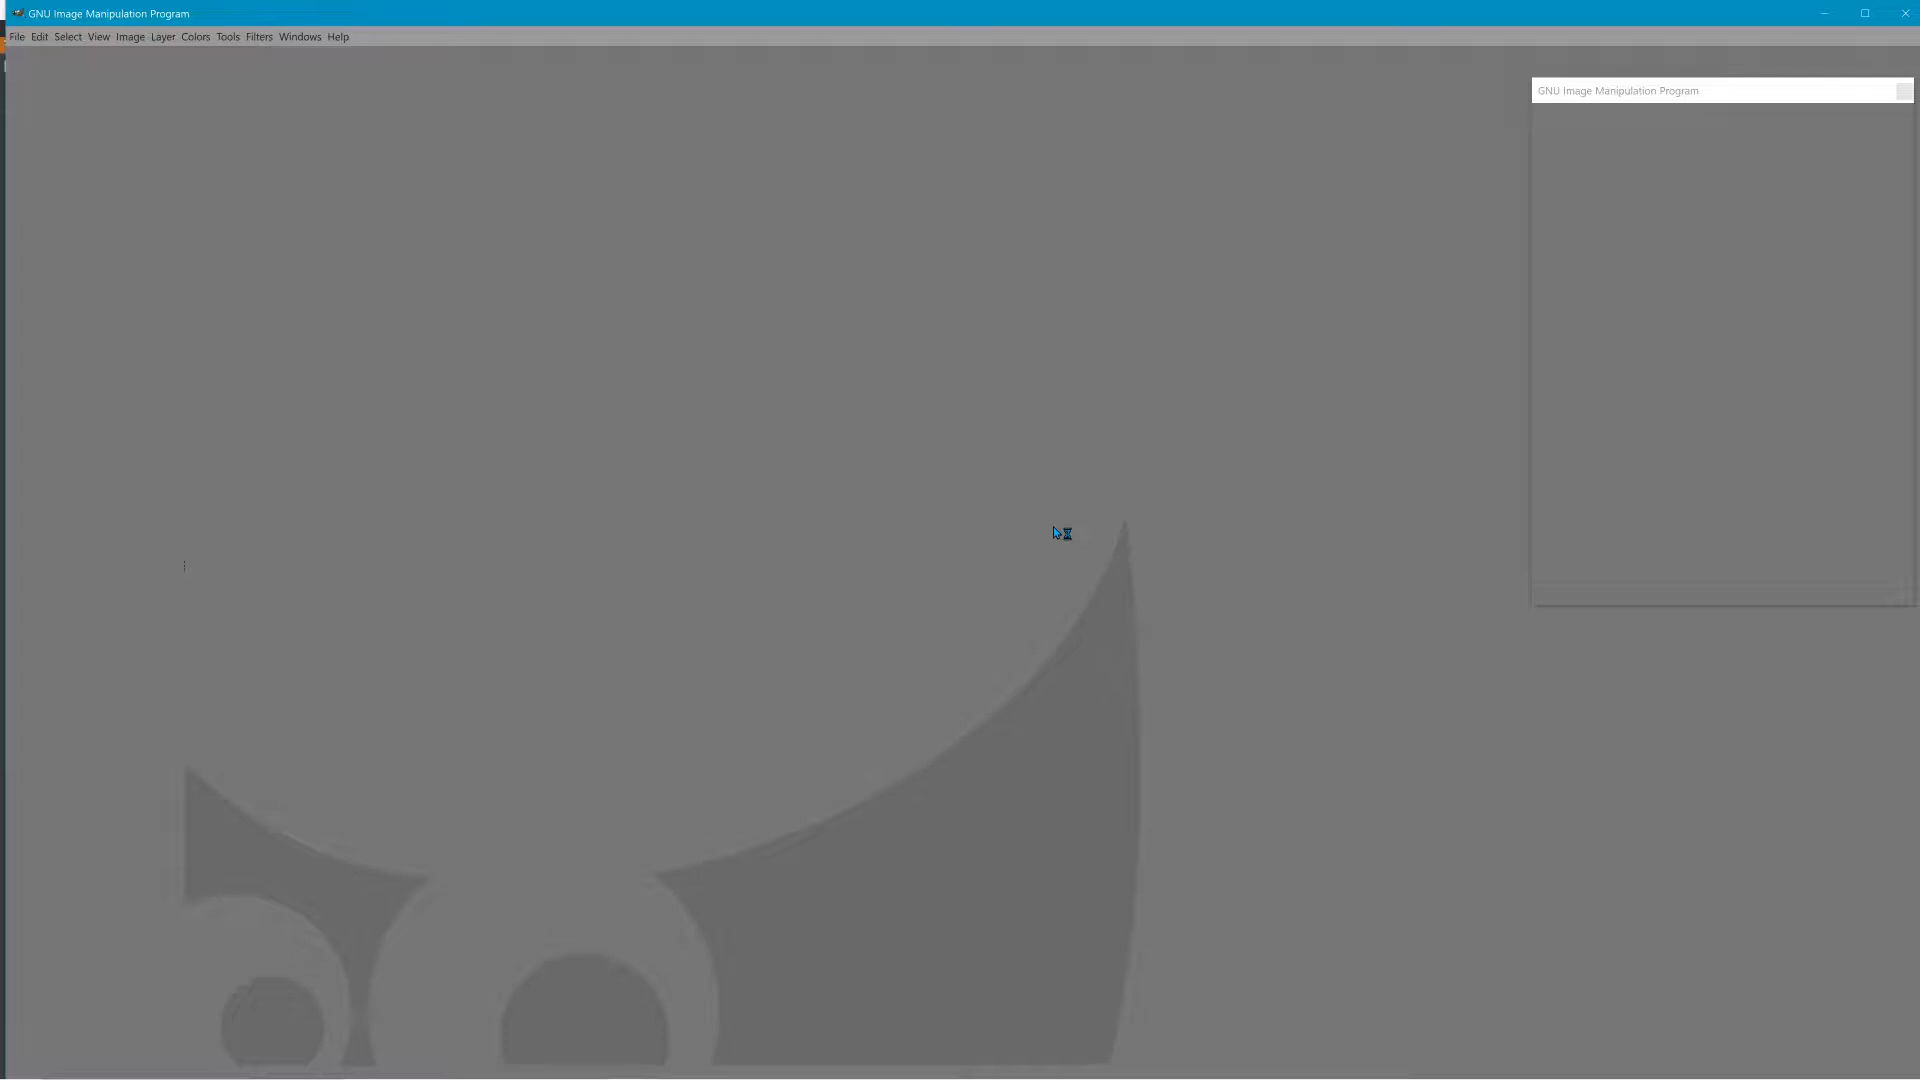 GNU Image Manipulation Program
File Edit Select View Image Layer Colors Tools Filters Windows Help
GNU Image Manipulation Program